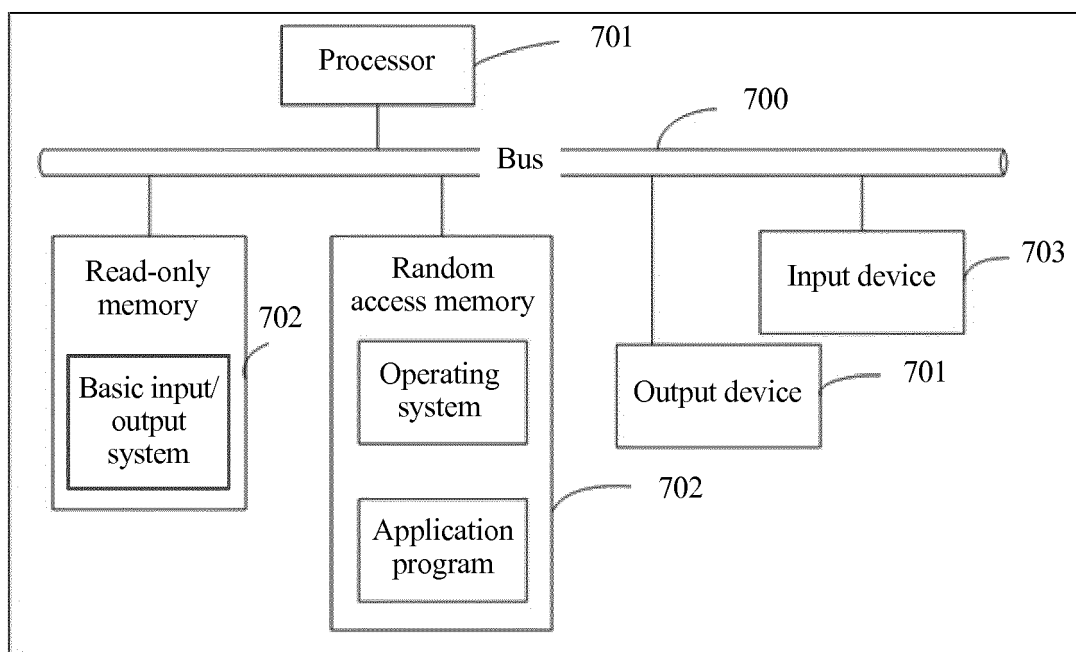 Processor
701
700
Bus
Read-only
memory
702
Basic input/
output
system
Random
access memory
Operating
system
Application
program
702
Input device
703
Output device
701